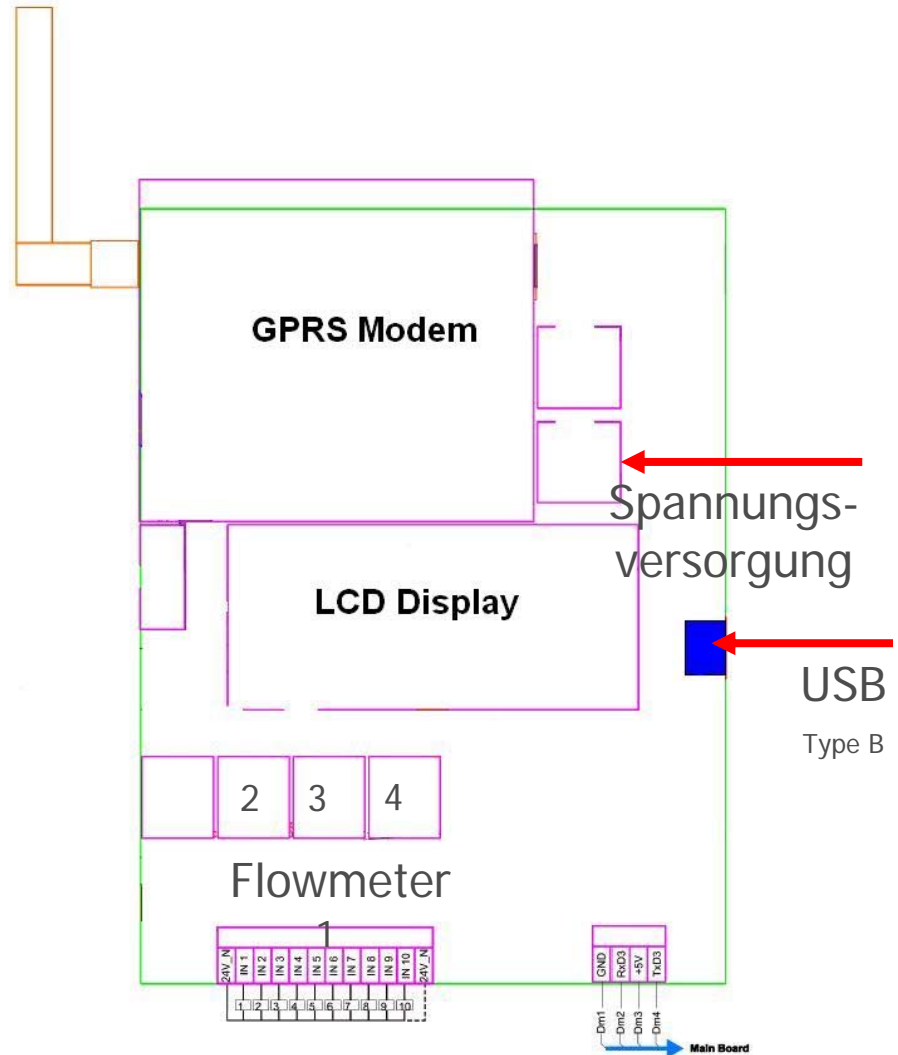 GPRS Modem
Spannungs-
versorgung
LCD Display
USB
Type B
2 3 4
Flowmeter
1
24V_N IN 1 IN 2 IN 3 IN 4 IN 5 IN 6 IN 7 IN 8 IN 9 IN 10 24V_N
GND RxD3 +5V TxD3
1 2 3 4 5 6 7 8 9 10
Dm1 Dm2 Dm3 Dm4
Main Board